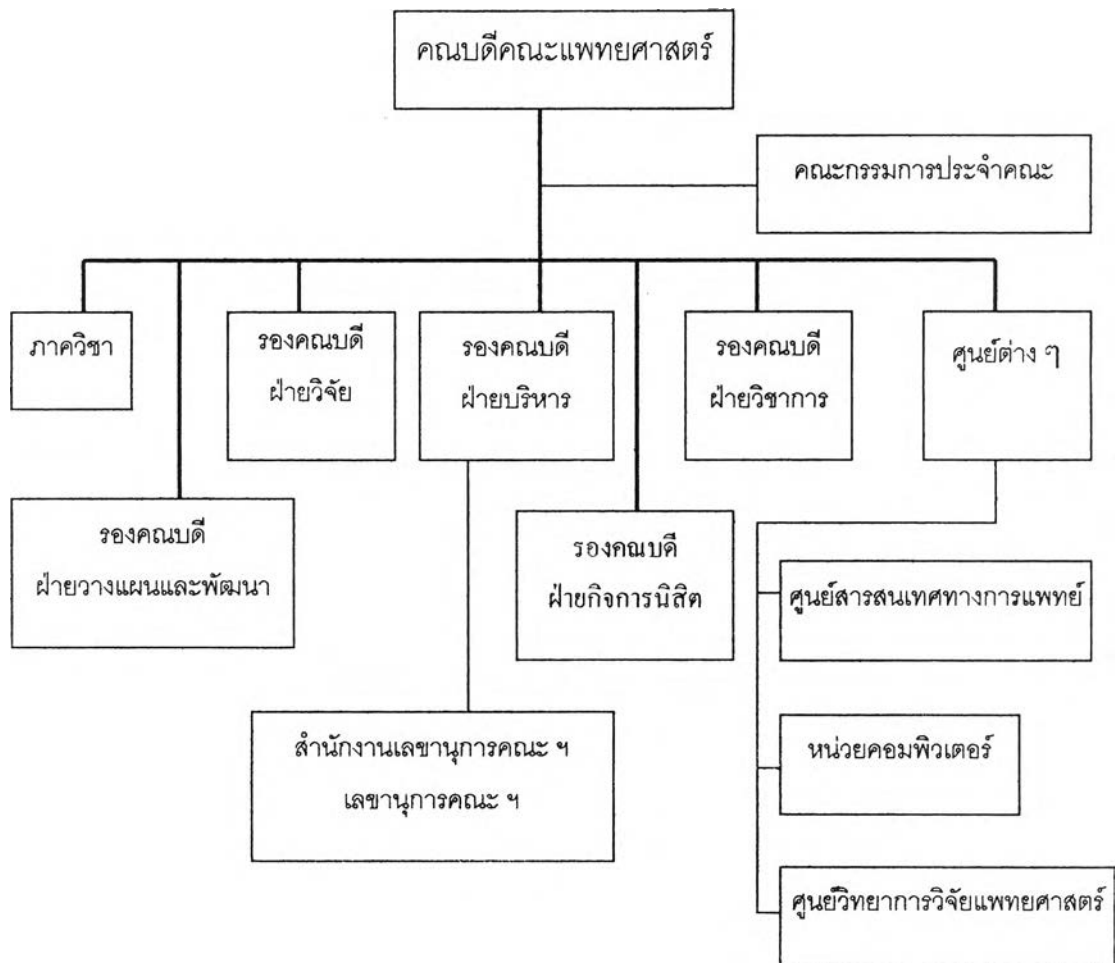 คณบดีคณะแพทยศาสตร์
คณะกรรมการประจำคณะ
ภาควิชา
รองคณบดี
ฝ่ายวิจัย
รองคณบดี
ฝ่ายบริหาร
รองคณบดี
ฝ่ายวิชาการ
ศูนย์ต่าง ๆ
รองคณบดี
ฝ่ายวางแผนและพัฒนา
รองคณบดี
ฝ่ายกิจการนิสิต
ศูนย์สารสนเทศทางการแพทย์
สำนักงานเลขานุการคณะ ฯ
เลขานุการคณะ ฯ
หน่วยคอมพิวเตอร์
ศูนย์วิทยาการวิจัยแพทยศาสตร์